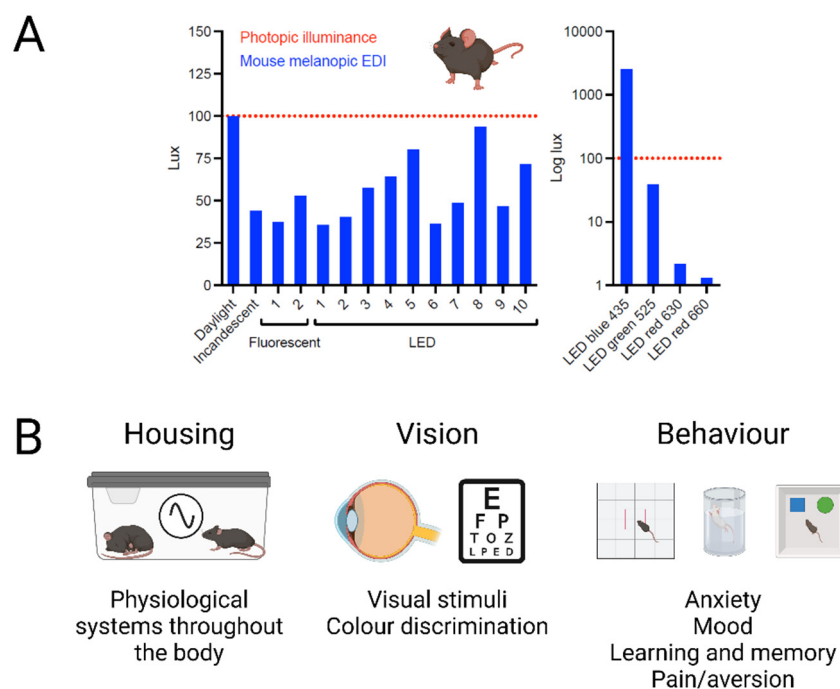 A
Photopic illuminance
Mouse melanopic EDI
Lux
150
125
100
75
50
25
0
Daylight
Incandescent
1
2
1
2
3
4
5
6
7
8
9
10
Fluorescent
LED
Log lux
10000
1000
100
10
1
LED blue 435
LED green 525
LED red 630
LED red 660
B
Housing
Vision
Behaviour
E
F P
T O Z
L P E D
Physiological
systems throughout
the body
Visual stimuli
Colour discrimination
Anxiety
Mood
Learning and memory
Pain/aversion